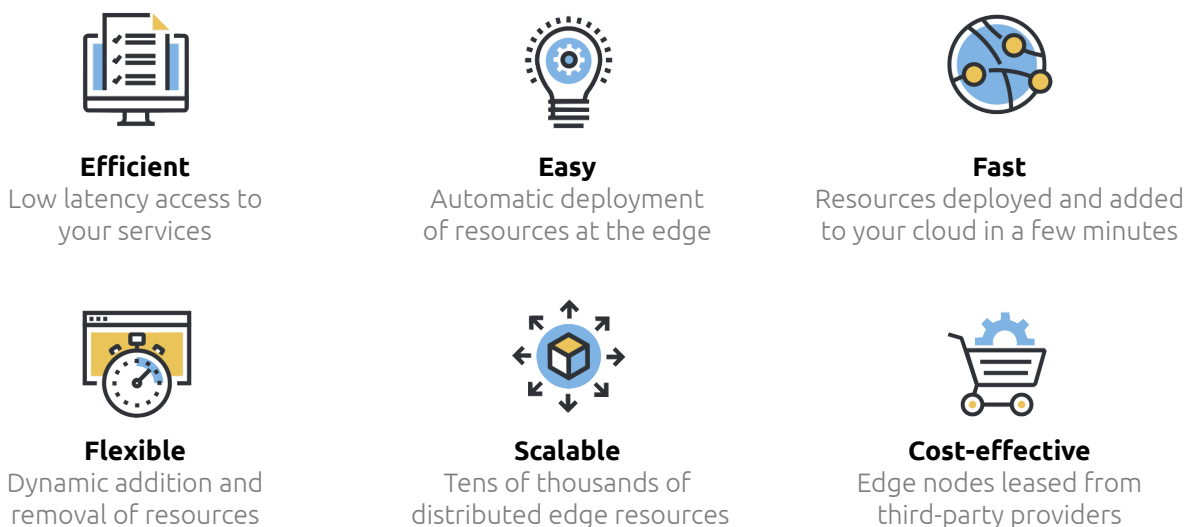 Efficient
Low latency access to
your services
Easy
Automatic deployment
of resources at the edge
Fast
Resources deployed and added
to your cloud in a few minutes
Flexible
Dynamic addition and
removal of resources
Scalable
Tens of thousands of
distributed edge resources
Cost-effective
Edge nodes leased from
third-party providers